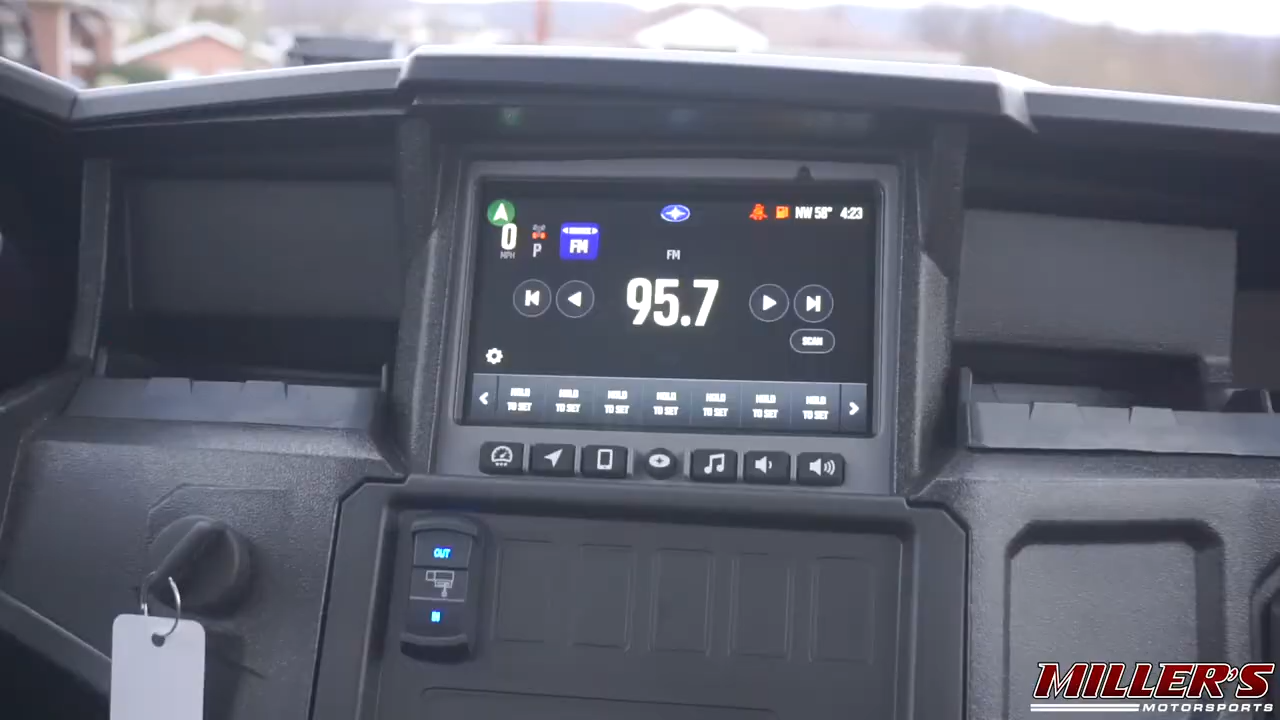 NW 58° 4:23
0
MPH
P
FM
FM
95.7
SCAN
HOLD TO SET
HOLD TO SET
HOLD TO SET
HOLD TO SET
HOLD TO SET
HOLD TO SET
HOLD TO SET
OUT
IN
MILLER'S
MOTORSPORTS